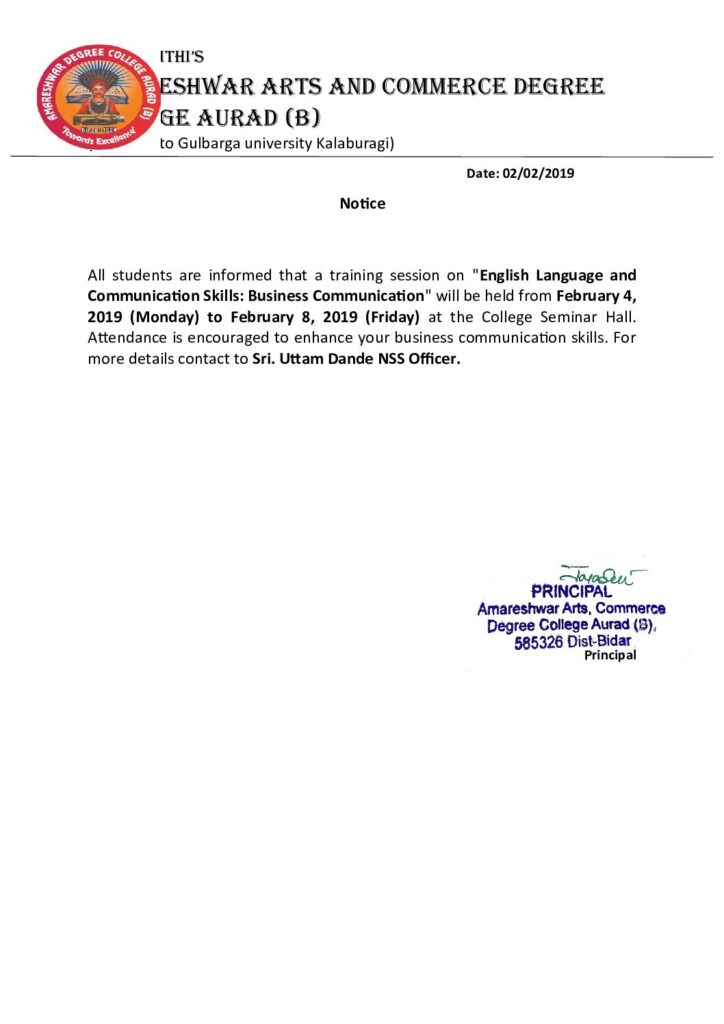 ITHI'S
ESHWAR ARTS AND COMMERCE DEGREE
GE AURAD (B)
to Gulbarga university Kalaburagi)
AMARESHWAR DEGREE COLLEGE AURAD (B)
"Towards Excellence"
Date: 02/02/2019
Notice
All students are informed that a training session on "English Language and
Communication Skills: Business Communication" will be held from February 4,
2019 (Monday) to February 8, 2019 (Friday) at the College Seminar Hall.
Attendance is encouraged to enhance your business communication skills. For
more details contact to Sri. Uttam Dande NSS Officer.
PRINCIPAL
Amareshwar Arts, Commerce
Degree College Aurad (B),
585326 Dist-Bidar
Principal